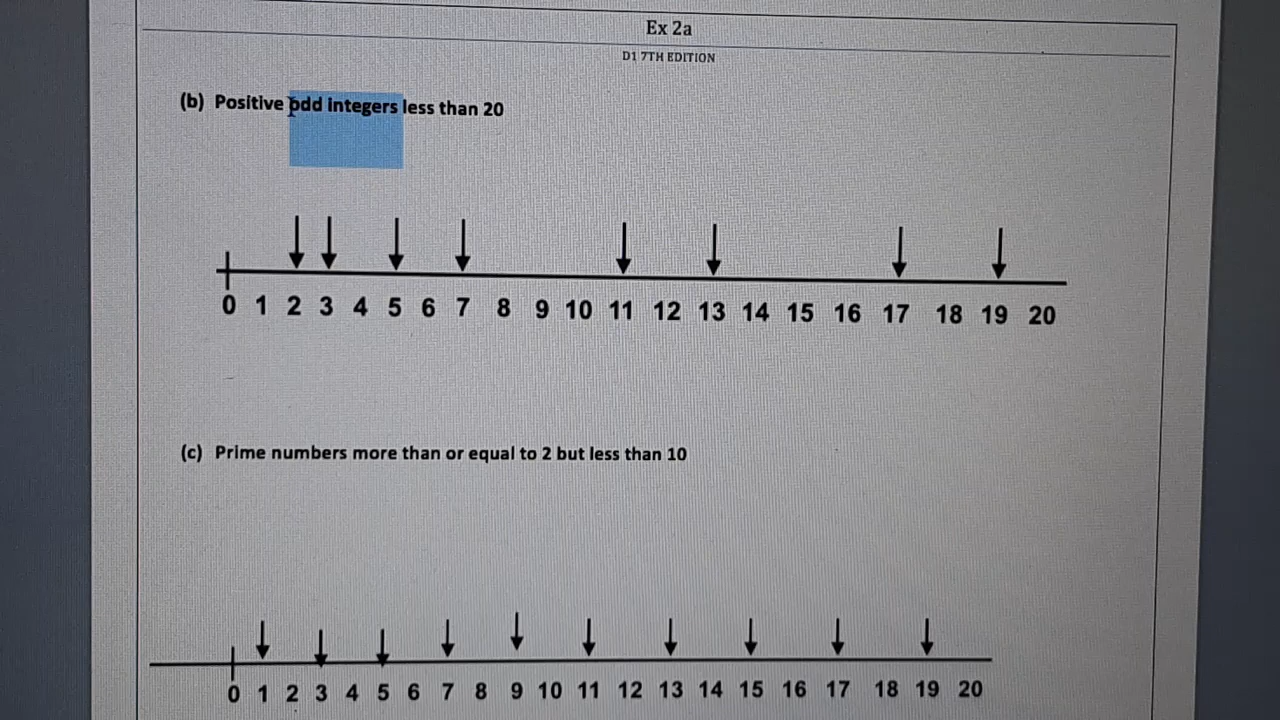 Ex 2a
D1 7TH EDITION
(b) Positive odd integers less than 20
0 1 2 3 4 5 6 7 8 9 10 11 12 13 14 15 16 17 18 19 20
(c) Prime numbers more than or equal to 2 but less than 10
0 1 2 3 4 5 6 7 8 9 10 11 12 13 14 15 16 17 18 19 20